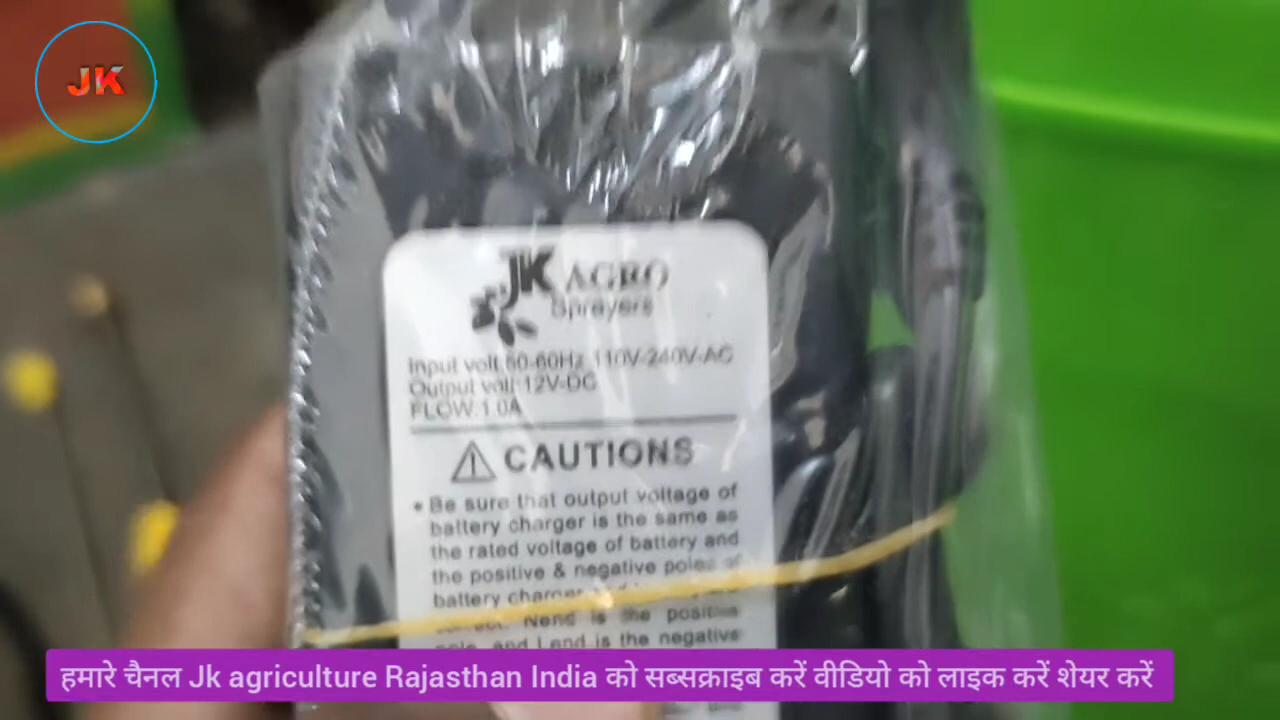 JK
JK AGRO
Sprayers
Input volt:50-60Hz 110V-240V-AC
Output volt:12V-DC
FLOW:1.0A
CAUTIONS
• Be sure that output voltage of
battery charger is the same as
the rated voltage of battery and
the positive & negative poles of
battery charger
Nend is the positive
pole, and Lend is the negative
हमारे चैनल Jk agriculture Rajasthan India को सब्सक्राइब करें वीडियो को लाइक करें शेयर करें